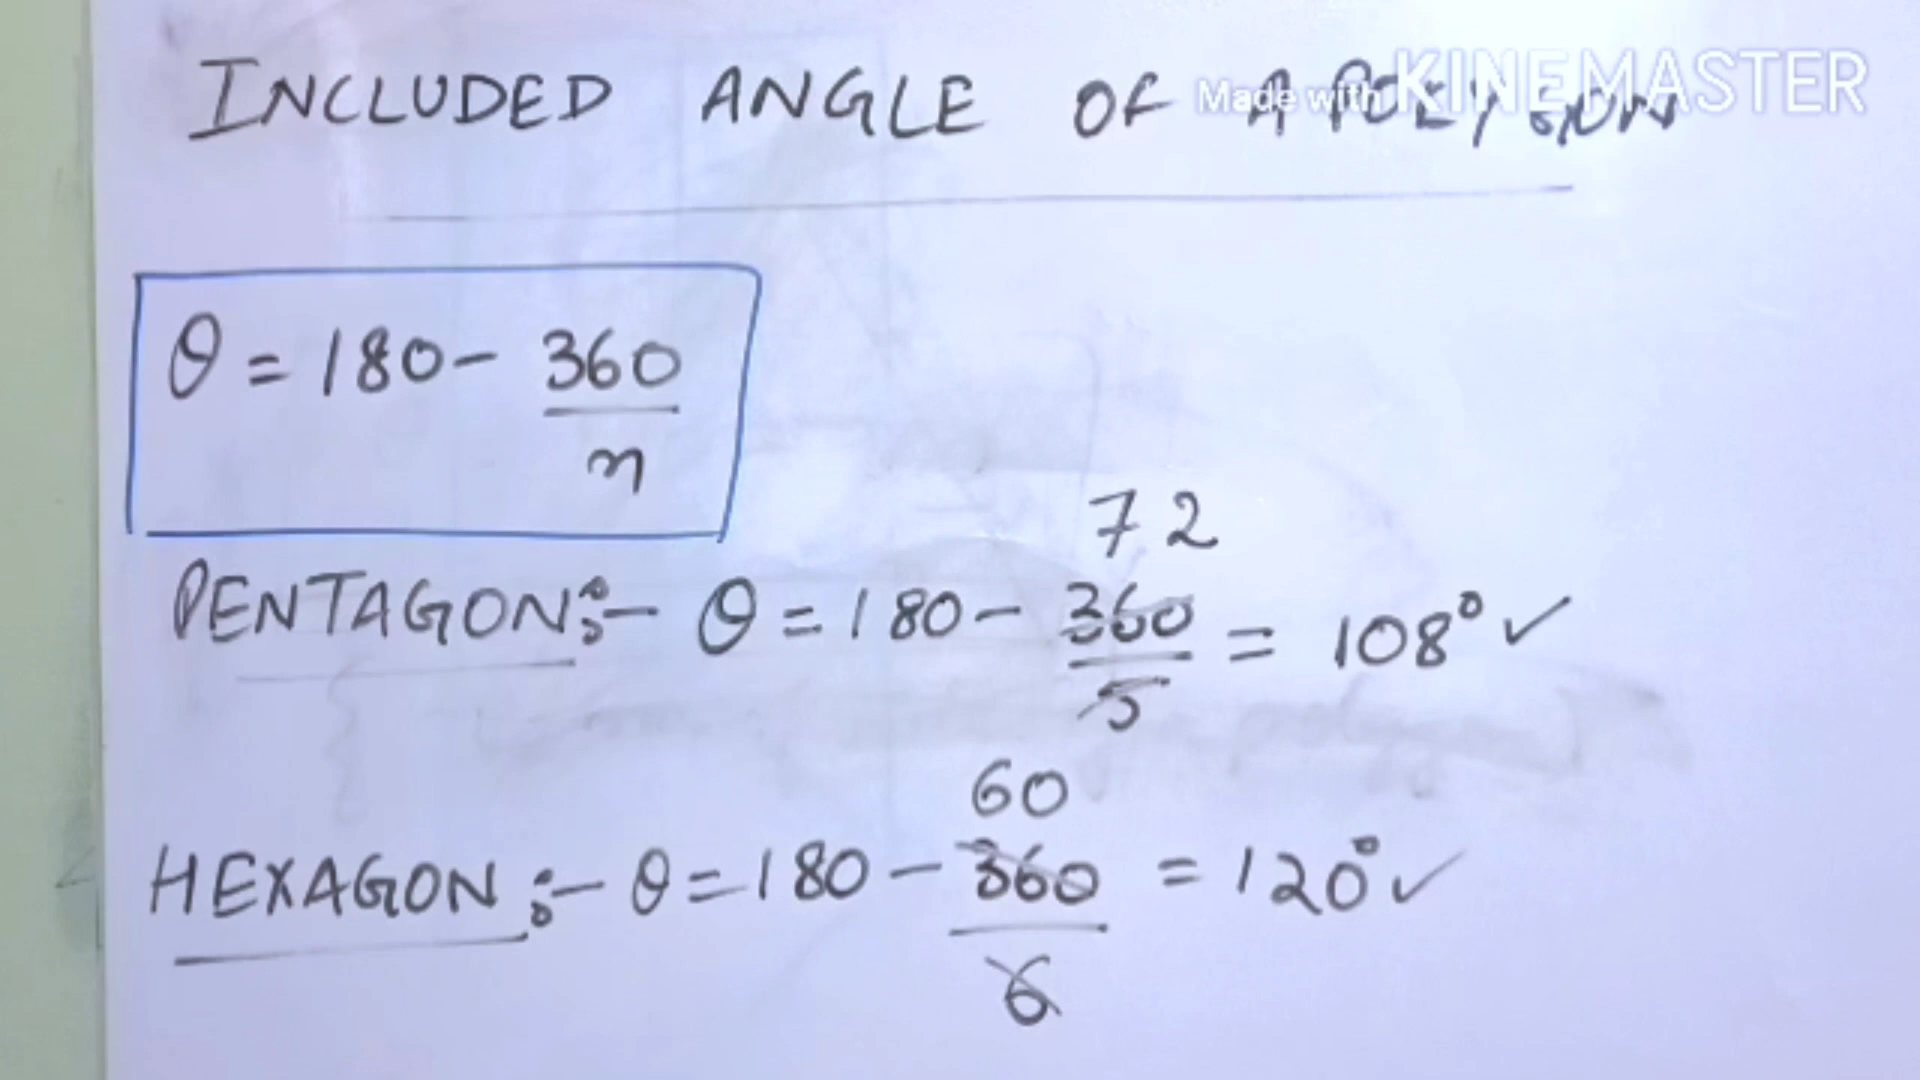 INCLUDED ANGLE OF A POLYGON
Made with KINEMASTER
θ = 180 - 360/n
72
PENTAGON:- θ = 180 - 360/5 = 108° ✓
60
HEXAGON:- θ = 180 - 360/6 = 120° ✓